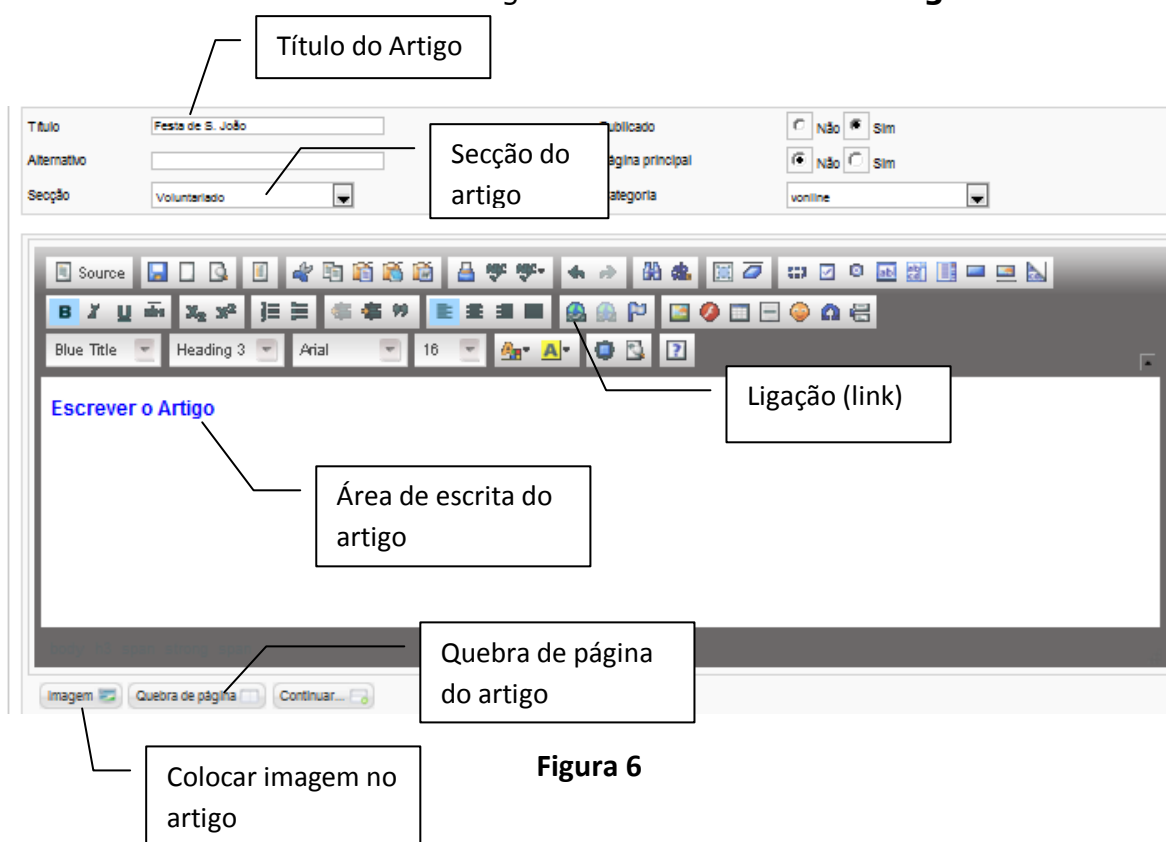 Título do Artigo
Título
Festa de S. João
Publicado
Não
Sim
Alternativo
Secção do
artigo
Página principal
Não
Sim
Secção
Voluntariado
Categoria
vonline
Source
Blue Title
Heading 3
Arial
16
Ligação (link)
Escrever o Artigo
Área de escrita do
artigo
Quebra de página
do artigo
Imagem
Quebra de página
Continuar...
Figura 6
Colocar imagem no
artigo